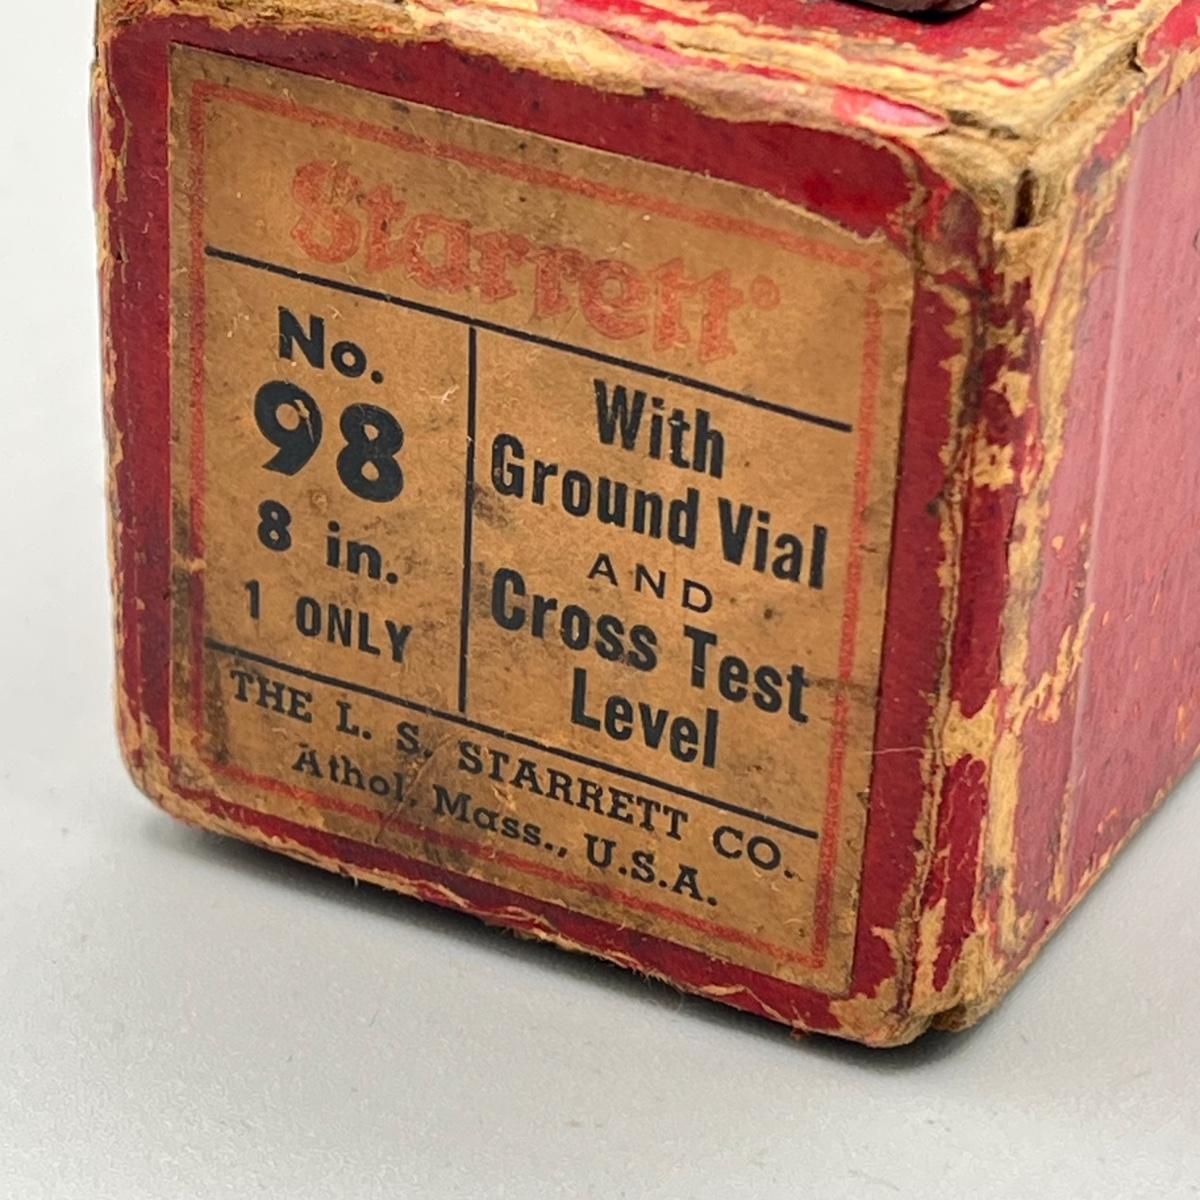 Starrett®
No.
98
8 in.
1 ONLY
With
Ground Vial
AND
Cross Test
Level
THE L. S. STARRETT CO.
Athol, Mass., U.S.A.